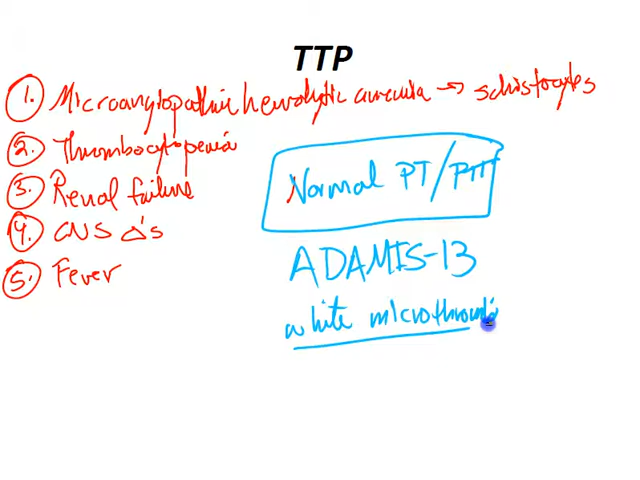 TTP
1. Microangiopathic hemolytic anemia → schistocytes
2. Thrombocytopenia
3. Renal failure
4. CNS Δ's
5. Fever
Normal PT/PTT
ADAMIS-13
white microthrombi